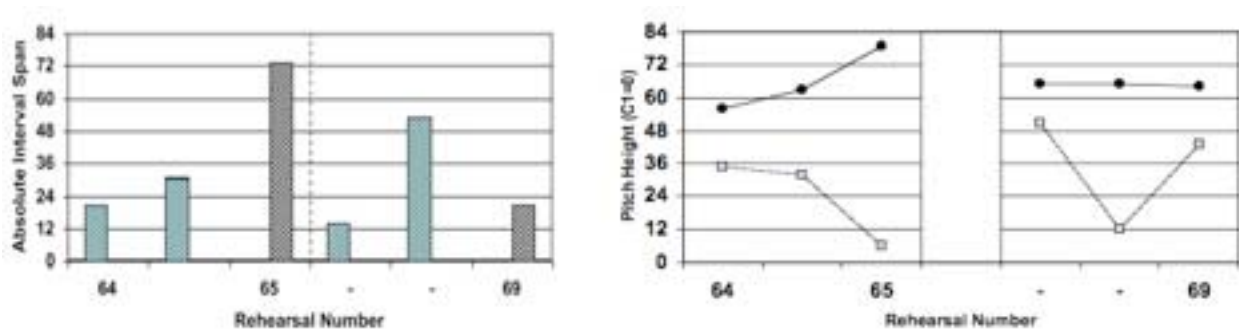 Absolute Interval Span
84
72
60
48
36
24
12
0
64 65 - - 69
Rehearsal Number
Pitch Height (C1=0)
84
72
60
48
36
24
12
0
64 65 - - 69
Rehearsal Number